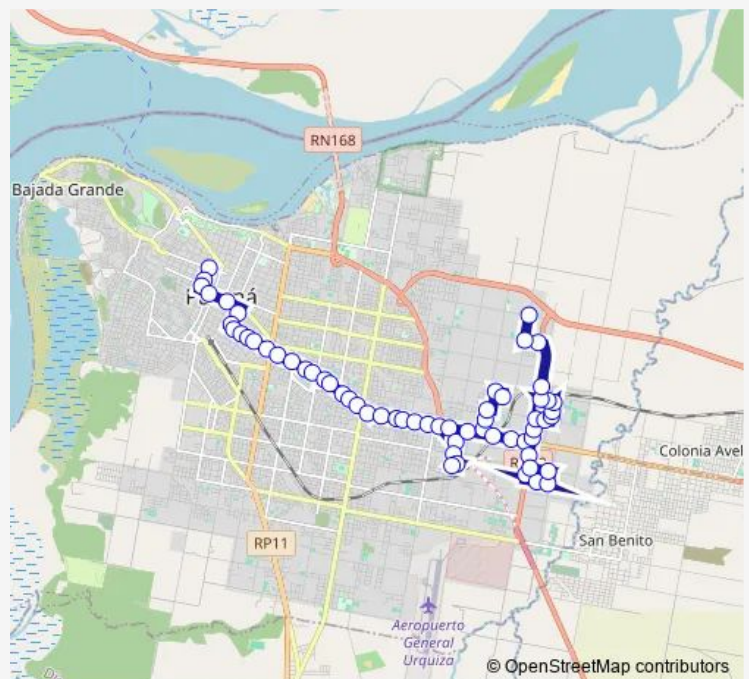 RN168
Bajada Grande
Colonia Avel
San Benito
RP11
Aeropuerto
General
Urquiza
© OpenStreetMap contributors